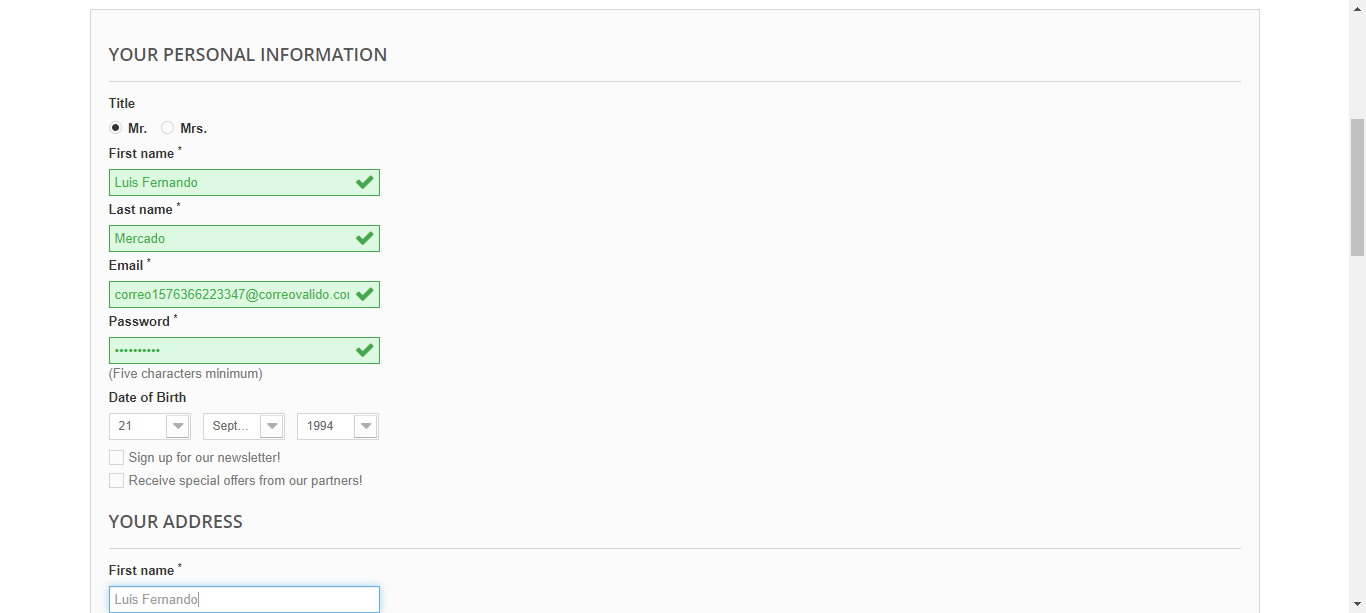 YOUR PERSONAL INFORMATION
Title
Mr. Mrs.
First name *
Luis Fernando
Last name *
Mercado
Email *
correo1576366223347@correovalido.co
Password *
••••••••••
(Five characters minimum)
Date of Birth
21 Sept... 1994
Sign up for our newsletter!
Receive special offers from our partners!
YOUR ADDRESS
First name *
Luis Fernando